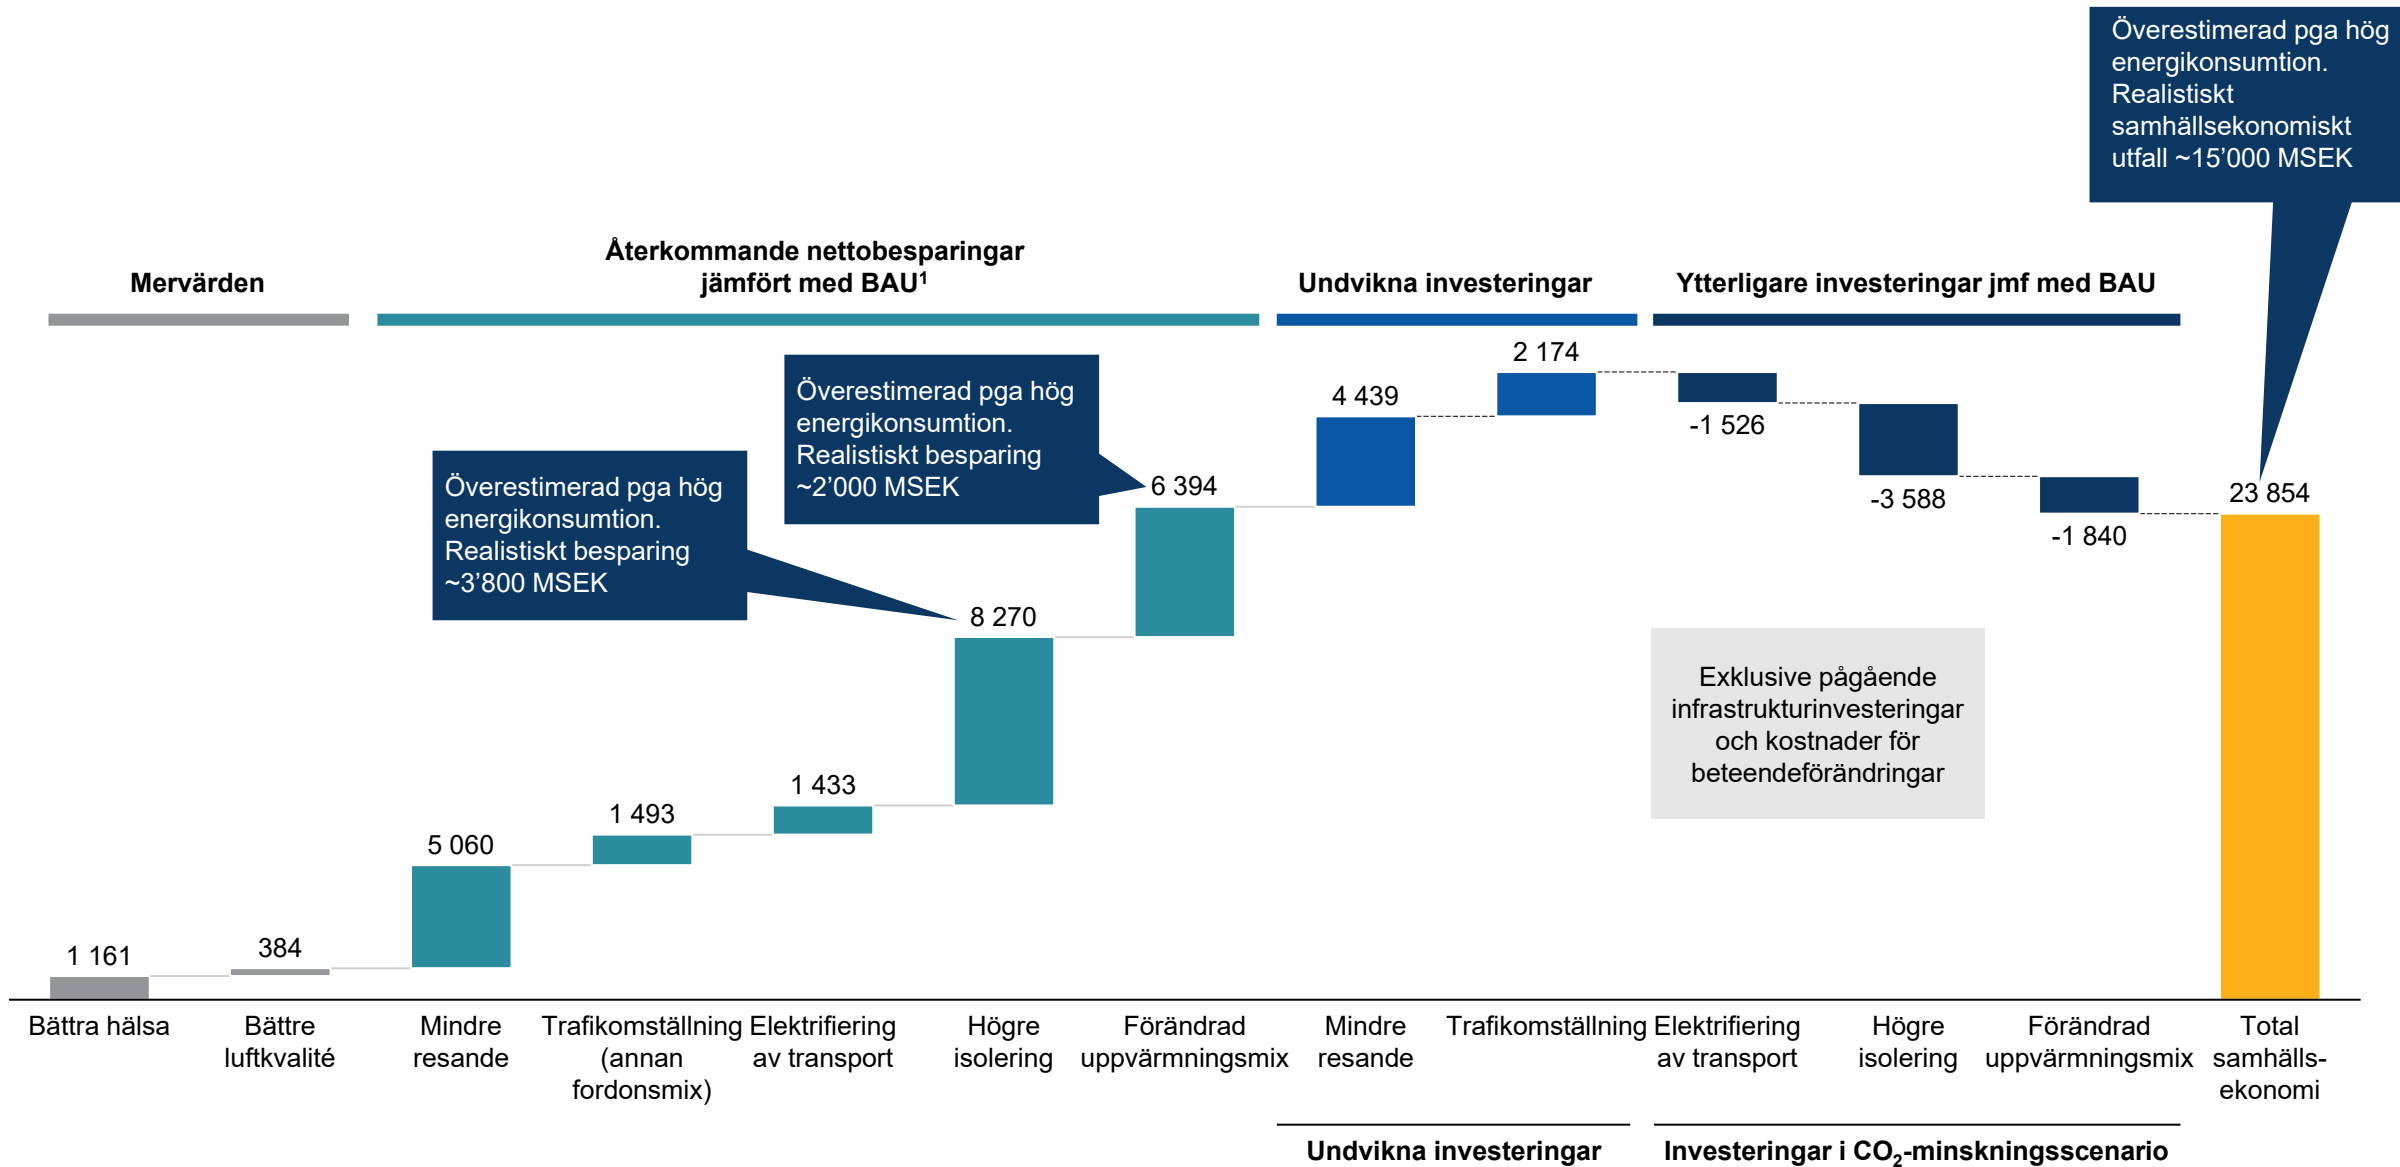 Överestimerad pga hög
energikonsumtion.
Realistiskt
samhällsekonomiskt
utfall ~15’000 MSEK
Mervärden
Återkommande nettobesparingar
jämfört med BAU¹
Undvikna investeringar
Ytterligare investeringar jmf med BAU
Överestimerad pga hög
energikonsumtion.
Realistiskt besparing
~3’800 MSEK
Överestimerad pga hög
energikonsumtion.
Realistiskt besparing
~2’000 MSEK
1 161
384
5 060
1 493
1 433
8 270
6 394
4 439
2 174
-1 526
-3 588
-1 840
23 854
Exklusive pågående
infrastrukturinvesteringar
och kostnader för
beteendeförändringar
Bättra hälsa
Bättre
luftkvalité
Mindre
resande
Trafikomställning
(annan
fordonsmix)
Elektrifiering
av transport
Högre
isolering
Förändrad
uppvärmningsmix
Mindre
resande
Trafikomställning
Elektrifiering
av transport
Högre
isolering
Förändrad
uppvärmningsmix
Total
samhälls-
ekonomi
Undvikna investeringar
Investeringar i CO₂-minskningsscenario